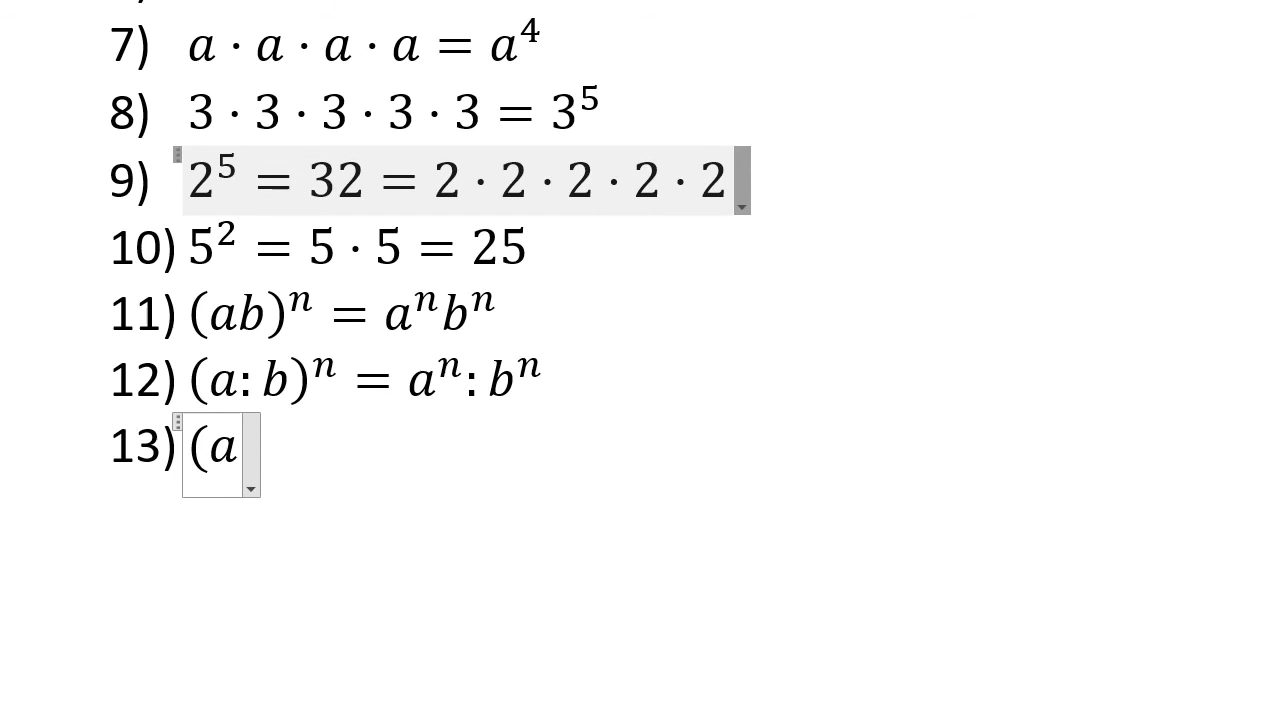 7) a · a · a · a = a⁴
8) 3 · 3 · 3 · 3 · 3 = 3⁵
9) 2⁵ = 32 = 2 · 2 · 2 · 2 · 2
10) 5² = 5 · 5 = 25
11) (ab)ⁿ = aⁿbⁿ
12) (a: b)ⁿ = aⁿ: bⁿ
13) (a